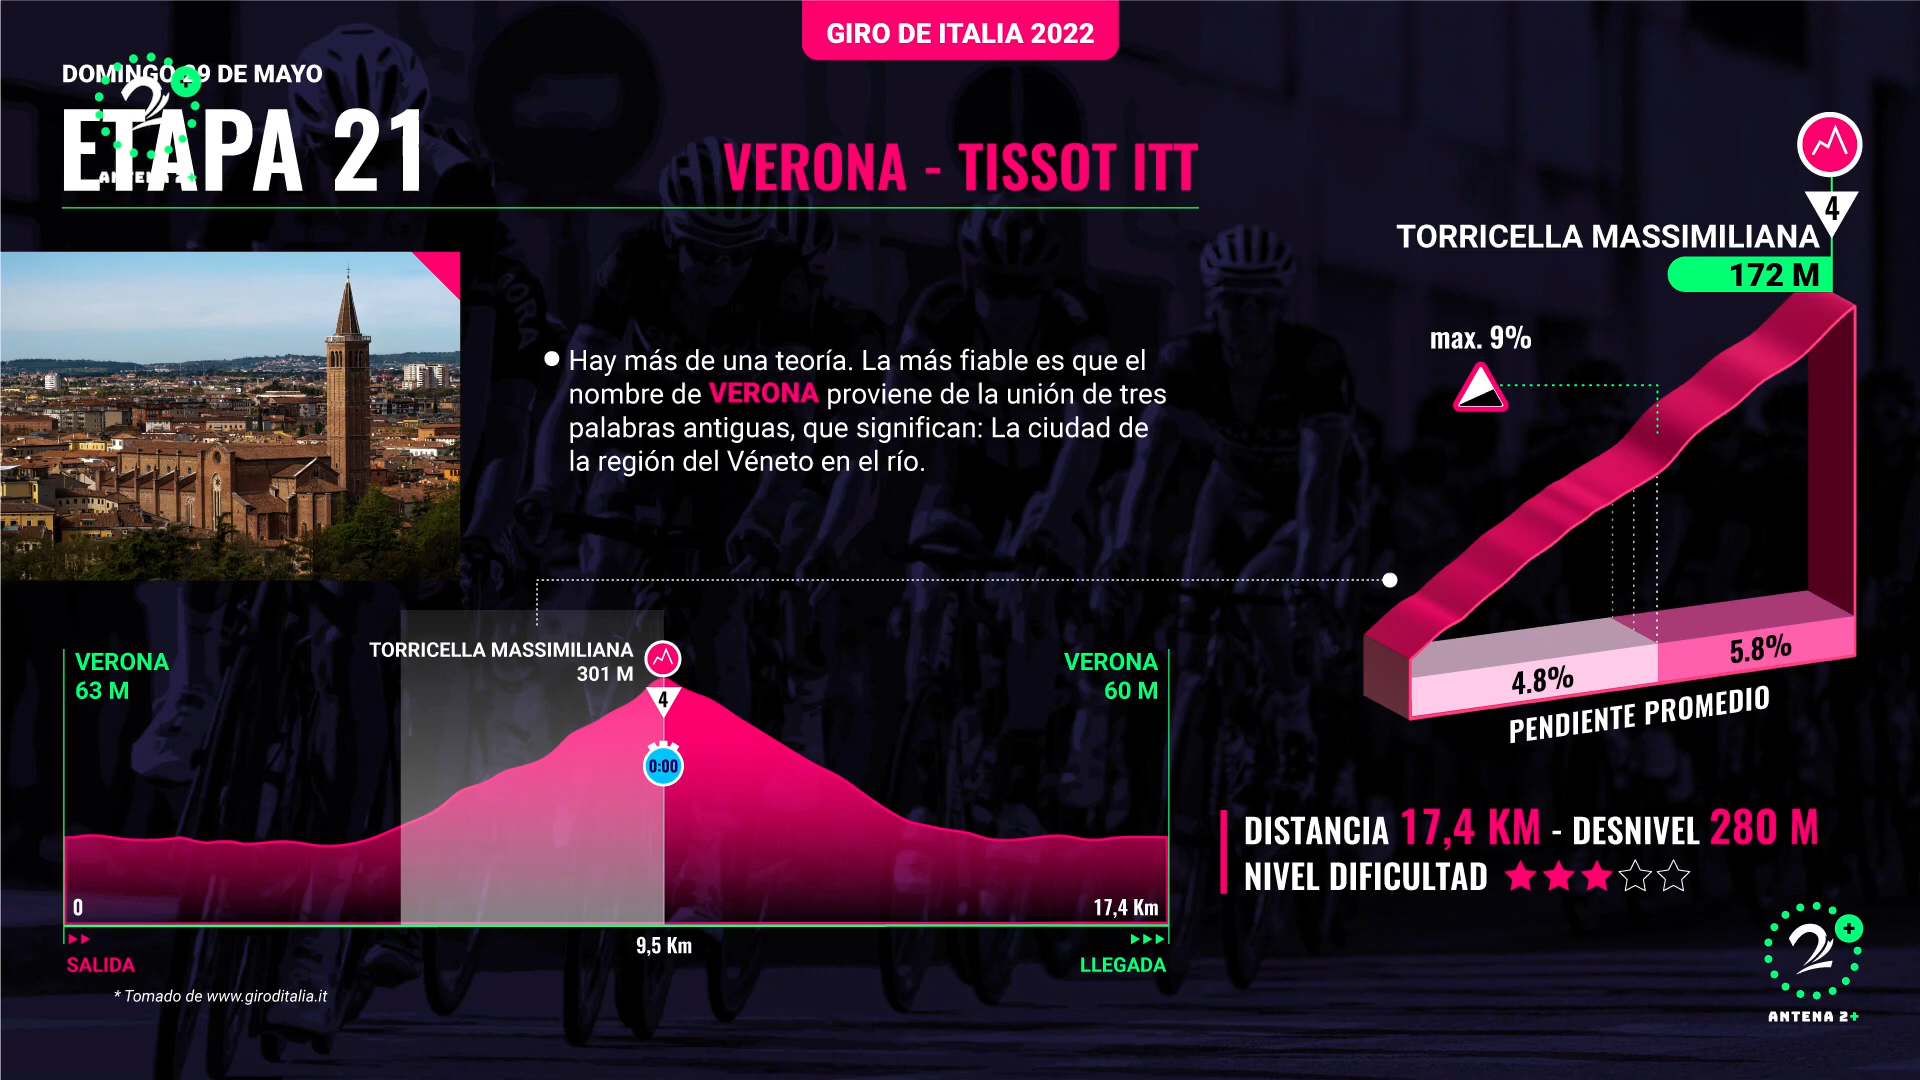 GIRO DE ITALIA 2022
DOMINGO 29 DE MAYO
ETAPA 21
2+
ANTENA 2+
VERONA - TISSOT ITT
4
TORRICELLA MASSIMILIANA
172 M
max. 9%
Hay más de una teoría. La más fiable es que el
nombre de VERONA proviene de la unión de tres
palabras antiguas, que significan: La ciudad de
la región del Véneto en el río.
4.8%
5.8%
PENDIENTE PROMEDIO
VERONA
63 M
TORRICELLA MASSIMILIANA
301 M
4
0:00
VERONA
60 M
0
17,4 Km
9,5 Km
SALIDA
LLEGADA
* Tomado de www.giroditalia.it
DISTANCIA 17,4 KM - DESNIVEL 280 M
NIVEL DIFICULTAD
2+
ANTENA 2+